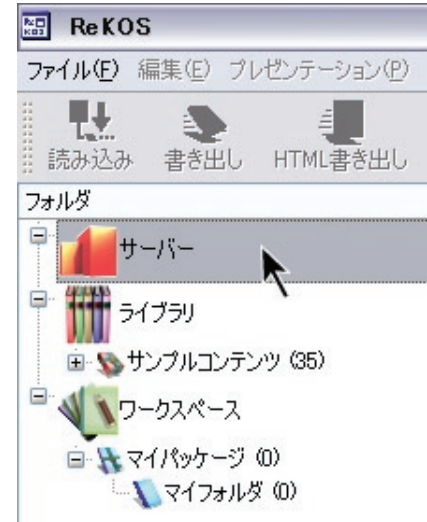 ReKOS
ファイル(F) 編集(E) プレゼンテーション(P)
読み込み 書き出し HTML書き出し
フォルダ
サーバー
ライブラリ
サンプルコンテンツ (35)
ワークスペース
マイパッケージ (0)
マイフォルダ (0)